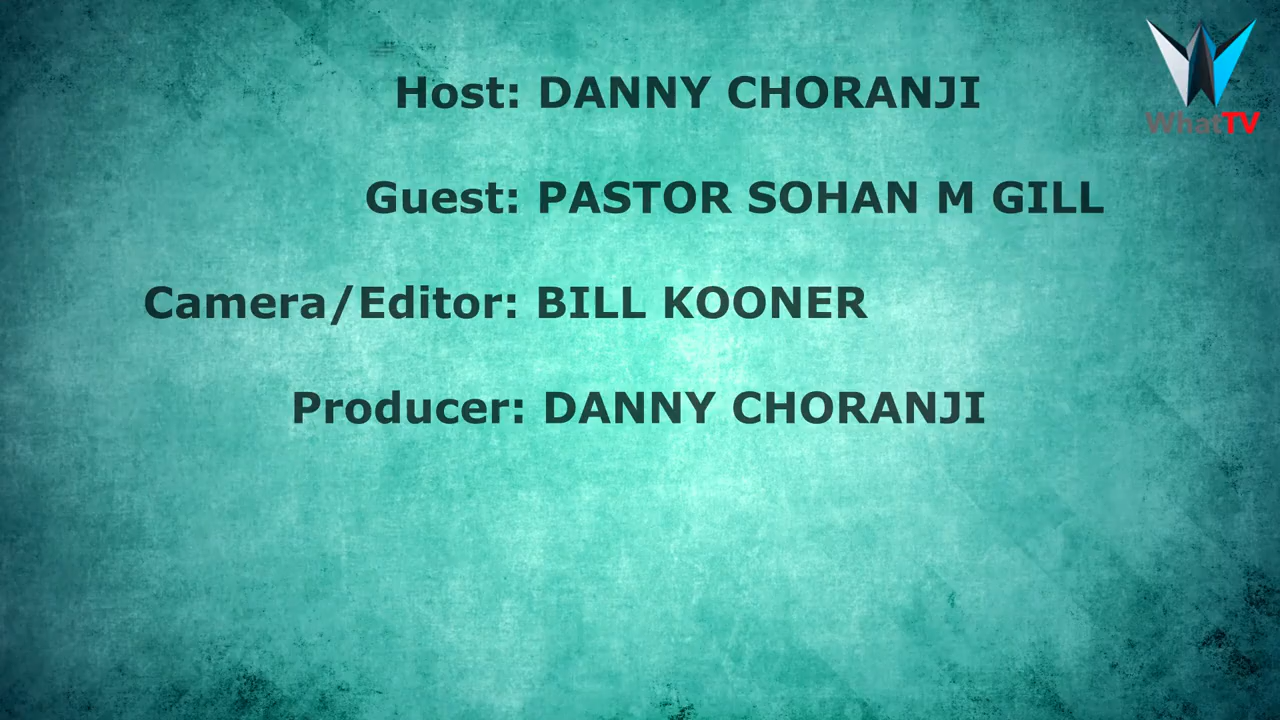 Host: DANNY CHORANJI
WhatTV
Guest: PASTOR SOHAN M GILL
Camera/Editor: BILL KOONER
Producer: DANNY CHORANJI